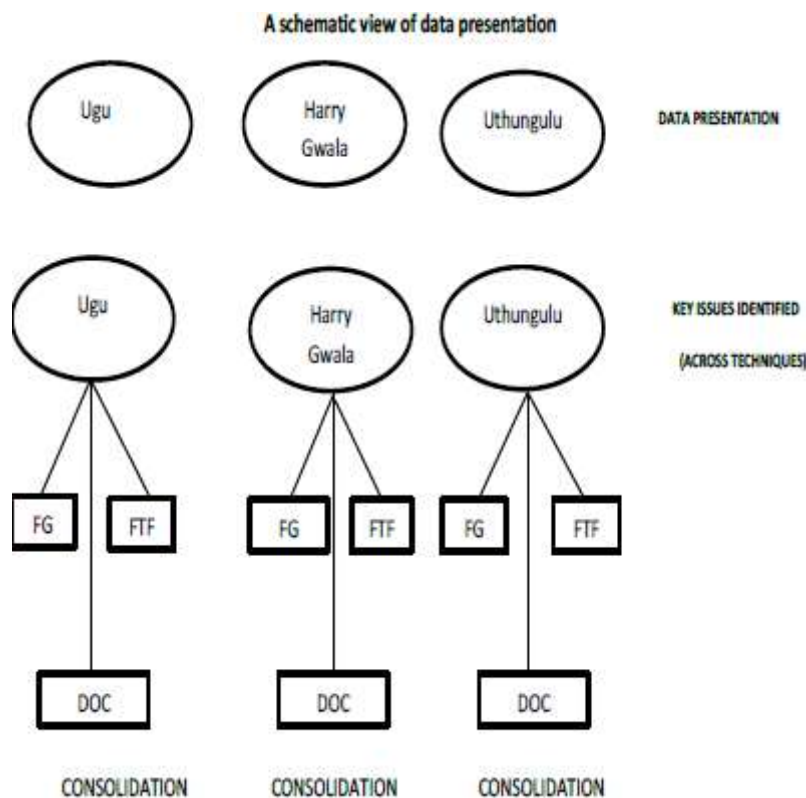 A schematic view of data presentation
Ugu
Harry
Gwala
Uthungulu
DATA PRESENTATION
Ugu
Harry
Gwala
Uthungulu
KEY ISSUES IDENTIFIED
(ACROSS TECHNIQUES)
FG
FTF
FG
FTF
FG
FTF
DOC
DOC
DOC
CONSOLIDATION
CONSOLIDATION
CONSOLIDATION